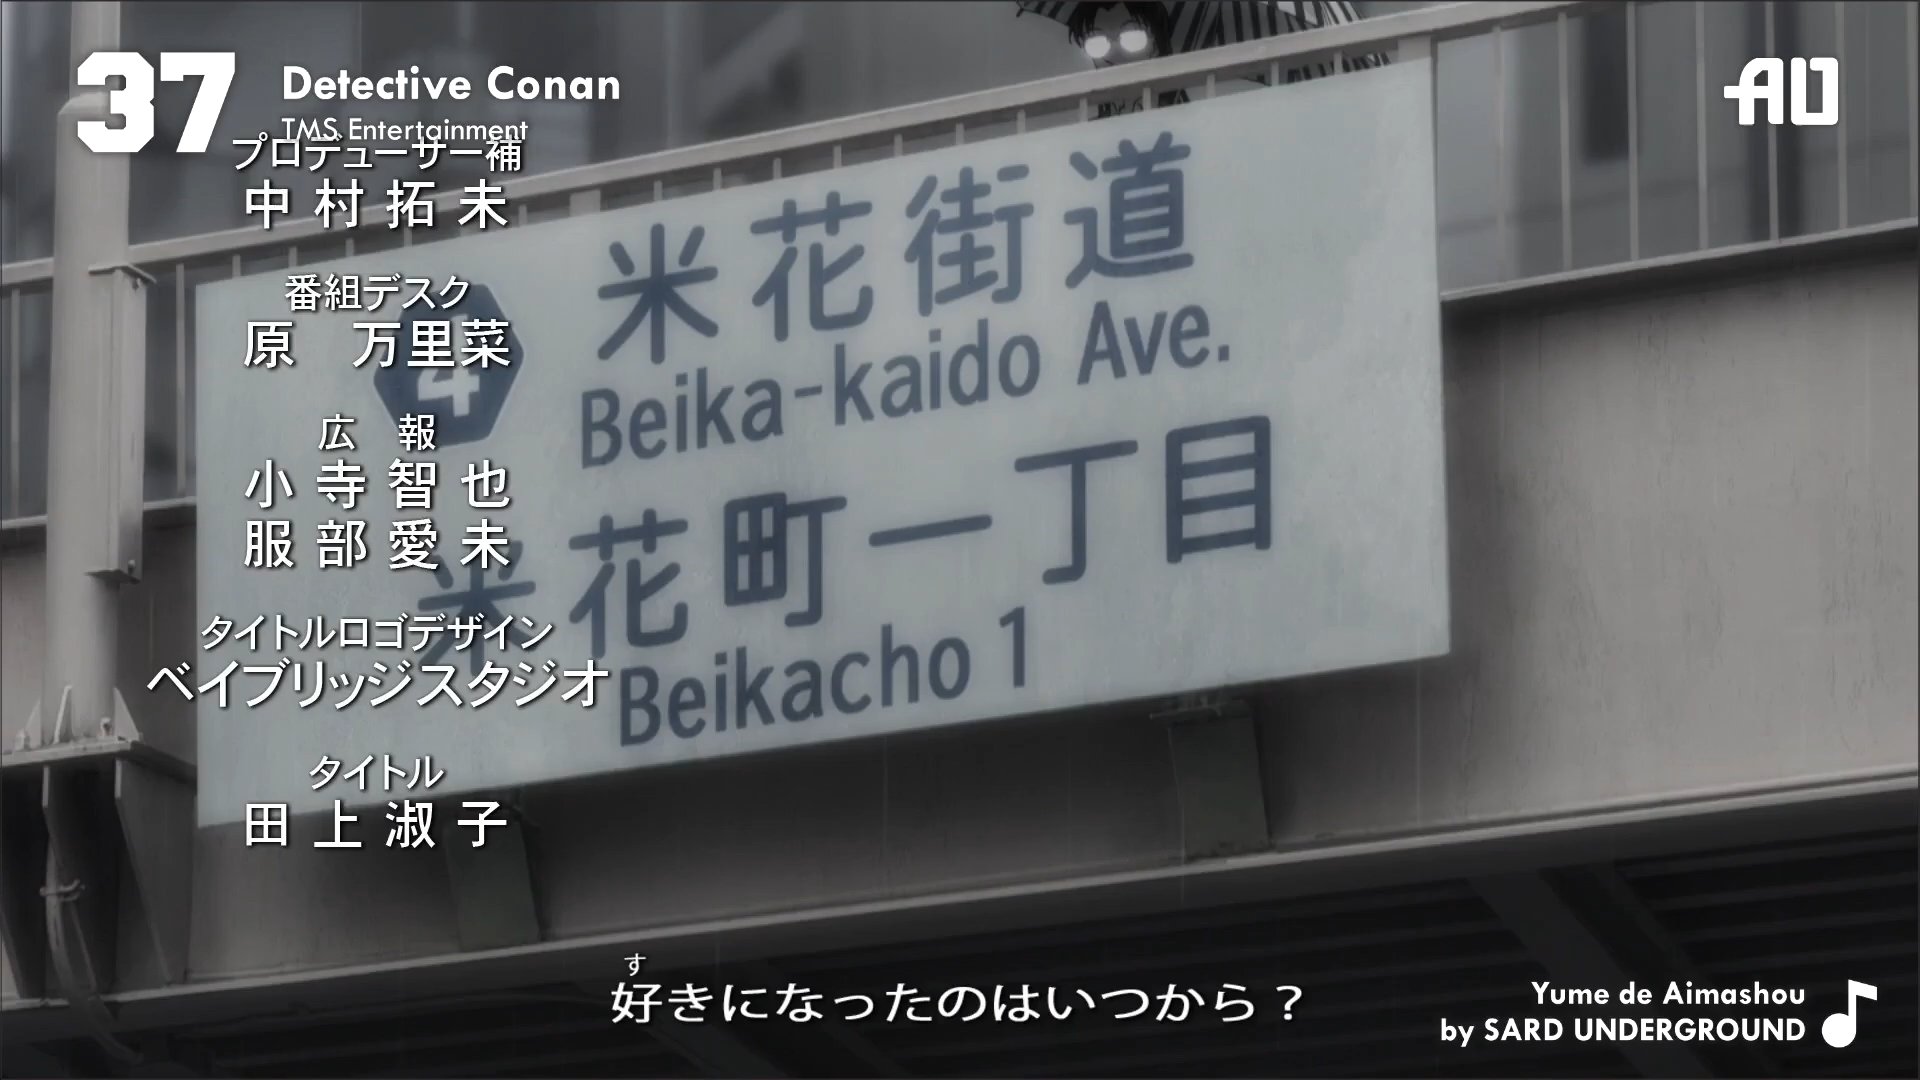 37
Detective Conan
TMS Entertainment
AU
プロデューサー補
中村拓未
番組デスク
原　万里菜
広　報
小寺智也
服部愛未
タイトルロゴデザイン
ベイブリッジスタジオ
タイトル
田上淑子
4
米花街道
Beika-kaido Ave.
米花町一丁目
Beikacho 1
す
好きになったのはいつから？
Yume de Aimashou
by SARD UNDERGROUND